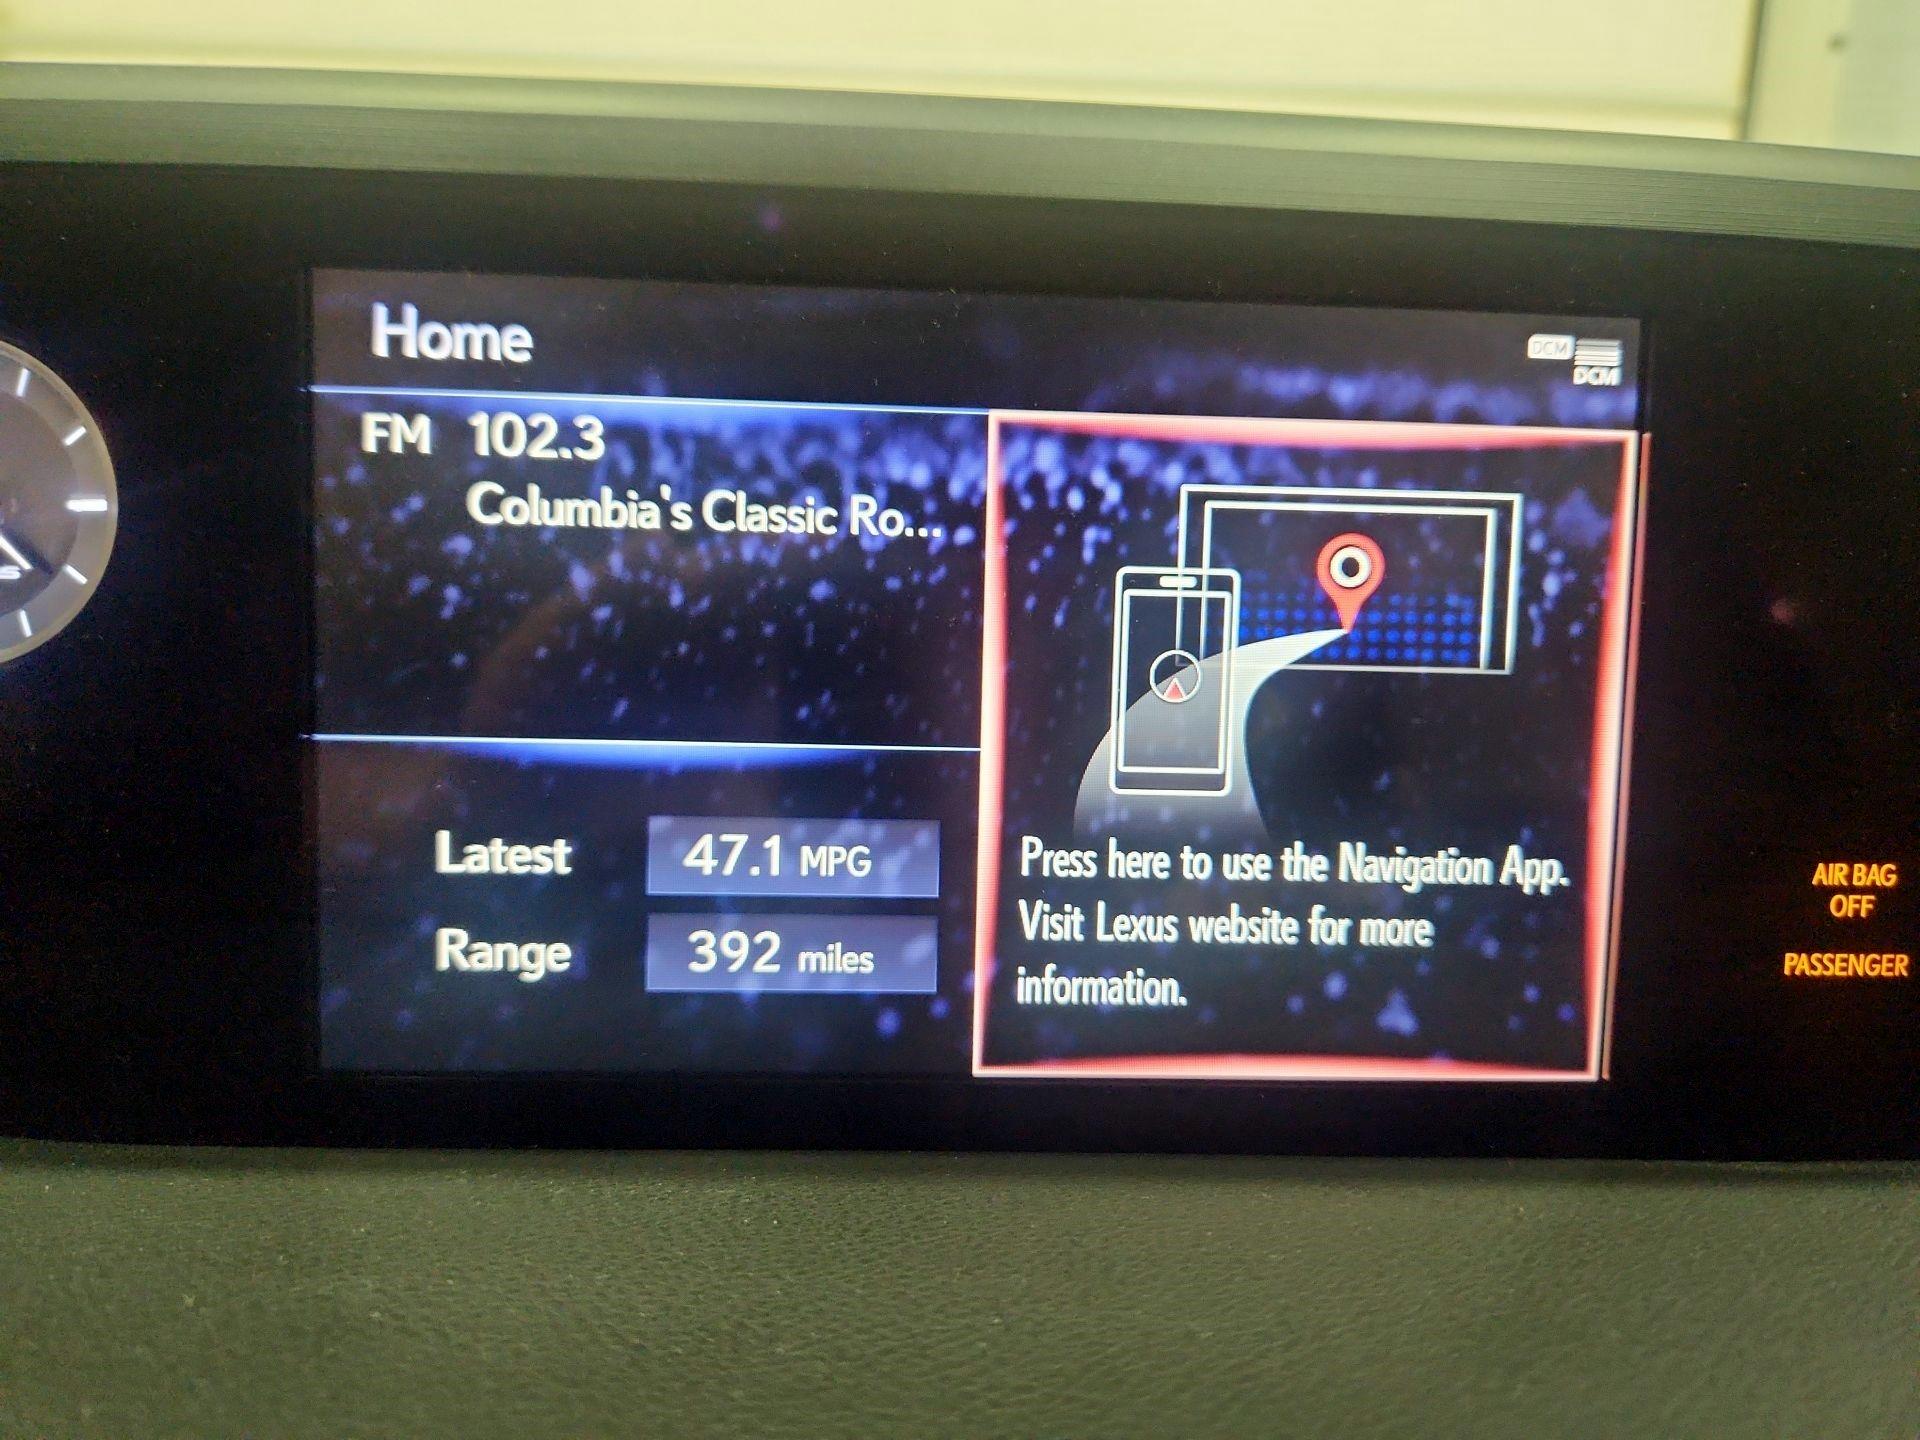 Home
DCM
DCM
FM 102.3
Columbia's Classic Ro...
Latest 47.1 MPG
Range 392 miles
Press here to use the Navigation App.
Visit Lexus website for more
information.
AIR BAG
OFF
PASSENGER